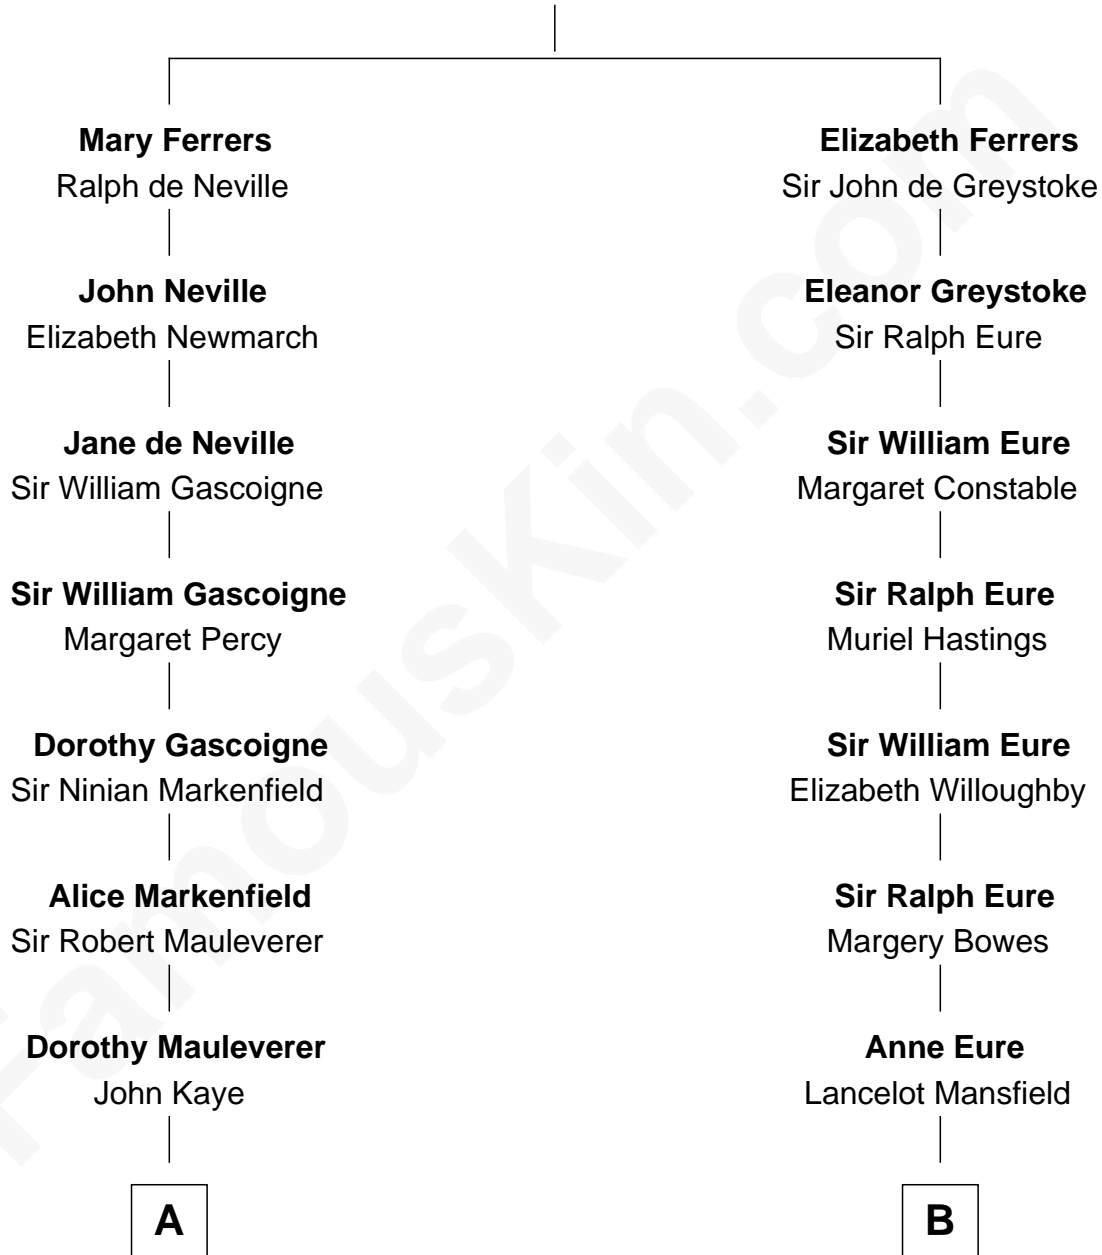 Mary Ferrers
Ralph de Neville
John Neville
Elizabeth Newmarch
Jane de Neville
Sir William Gascoigne
Sir William Gascoigne
Margaret Percy
Dorothy Gascoigne
Sir Ninian Markenfield
Alice Markenfield
Sir Robert Mauleverer
Dorothy Mauleverer
John Kaye
A
Elizabeth Ferrers
Sir John de Greystoke
Eleanor Greystoke
Sir Ralph Eure
Sir William Eure
Margaret Constable
Sir Ralph Eure
Muriel Hastings
Sir William Eure
Elizabeth Willoughby
Sir Ralph Eure
Margery Bowes
Anne Eure
Lancelot Mansfield
B
FamousKin.com